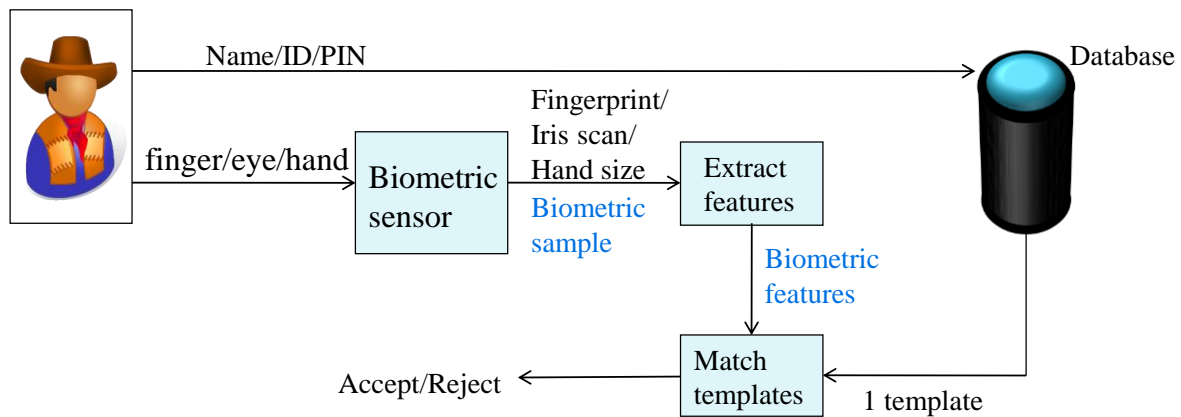 Name/ID/PIN
Database
finger/eye/hand
Biometric
sensor
Fingerprint/
Iris scan/
Hand size
Biometric
sample
Extract
features
Biometric
features
Match
templates
1 template
Accept/Reject